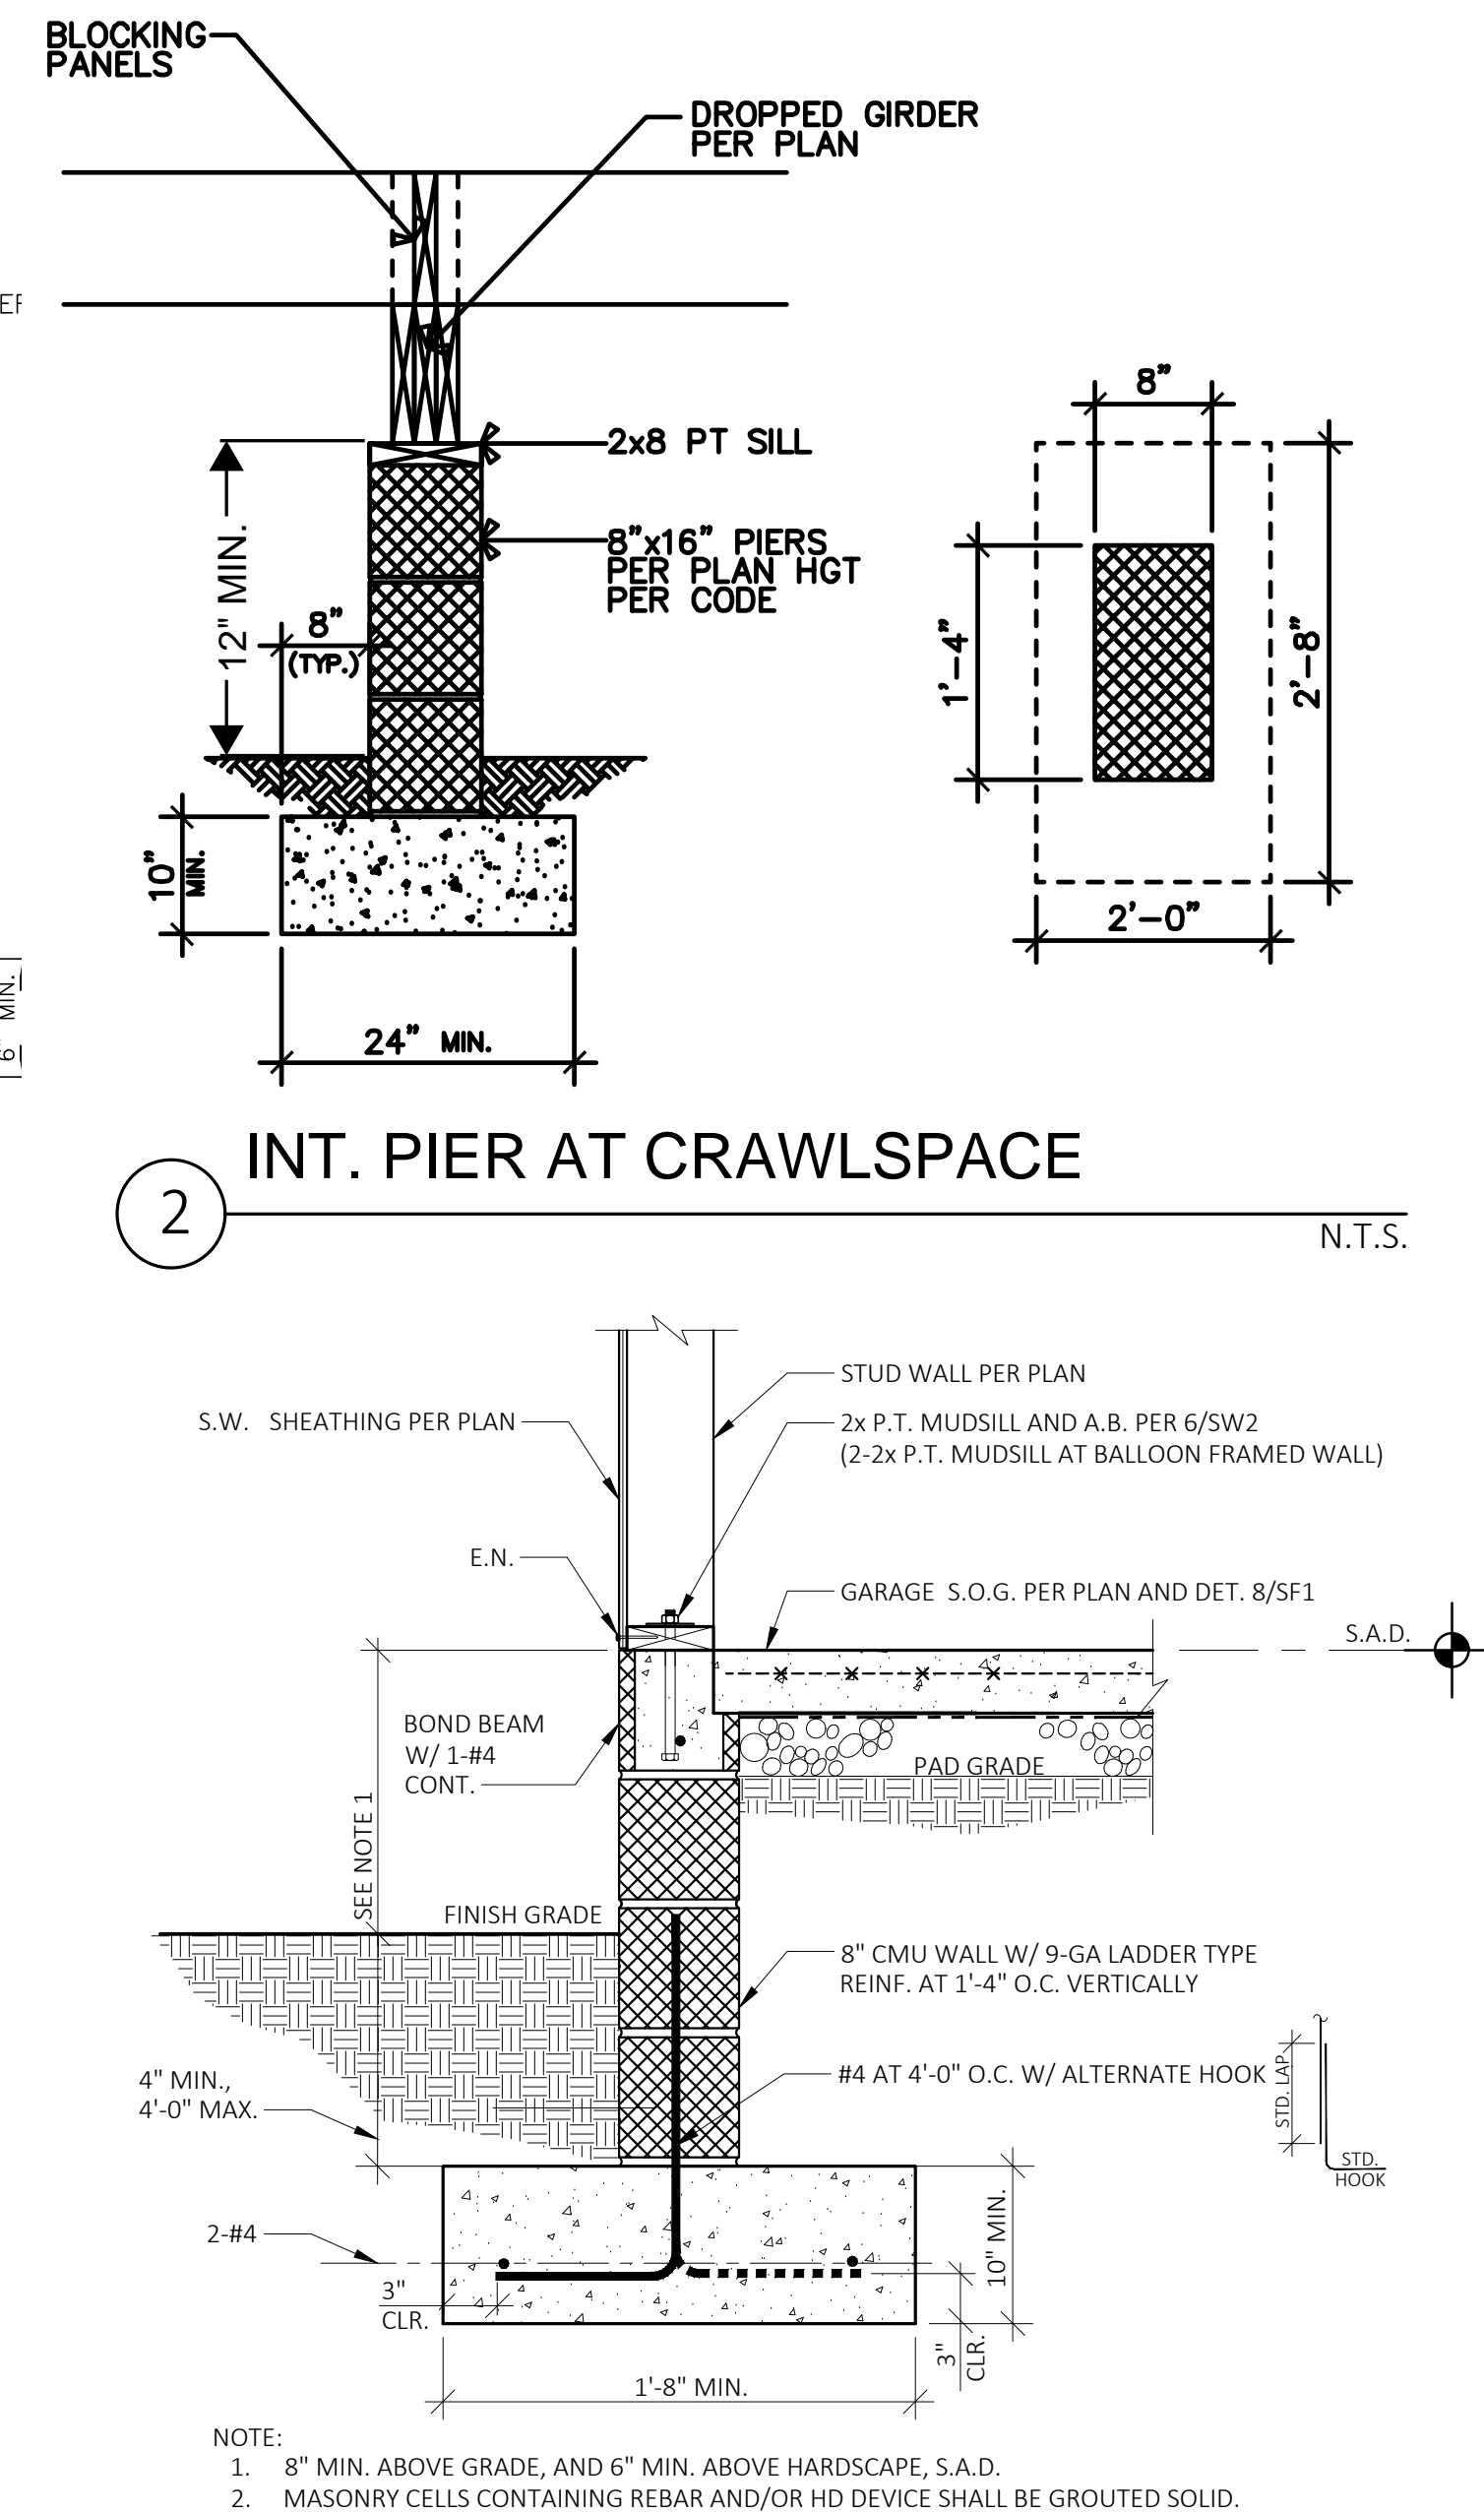 BLOCKING
PANELS
DROPPED GIRDER
PER PLAN
2x8 PT SILL
8"x16" PIERS
PER PLAN HGT
PER CODE
12" MIN.
8"
(TYP.)
10"
MIN.
24" MIN.
8"
1'-4"
2'-8"
2'-0"
6" MIN.
INT. PIER AT CRAWLSPACE
2
N.T.S.
STUD WALL PER PLAN
S.W. SHEATHING PER PLAN
2x P.T. MUDSILL AND A.B. PER 6/SW2
(2-2x P.T. MUDSILL AT BALLOON FRAMED WALL)
E.N.
GARAGE S.O.G. PER PLAN AND DET. 8/SF1
S.A.D.
BOND BEAM
W/ 1-#4
CONT.
PAD GRADE
SEE NOTE 1
FINISH GRADE
8" CMU WALL W/ 9-GA LADDER TYPE
REINF. AT 1'-4" O.C. VERTICALLY
#4 AT 4'-0" O.C. W/ ALTERNATE HOOK
STD. LAP
STD.
HOOK
4" MIN.,
4'-0" MAX.
2-#4
3"
CLR.
10" MIN.
3"
CLR.
1'-8" MIN.
NOTE:
1. 8" MIN. ABOVE GRADE, AND 6" MIN. ABOVE HARDSCAPE, S.A.D.
2. MASONRY CELLS CONTAINING REBAR AND/OR HD DEVICE SHALL BE GROUTED SOLID.